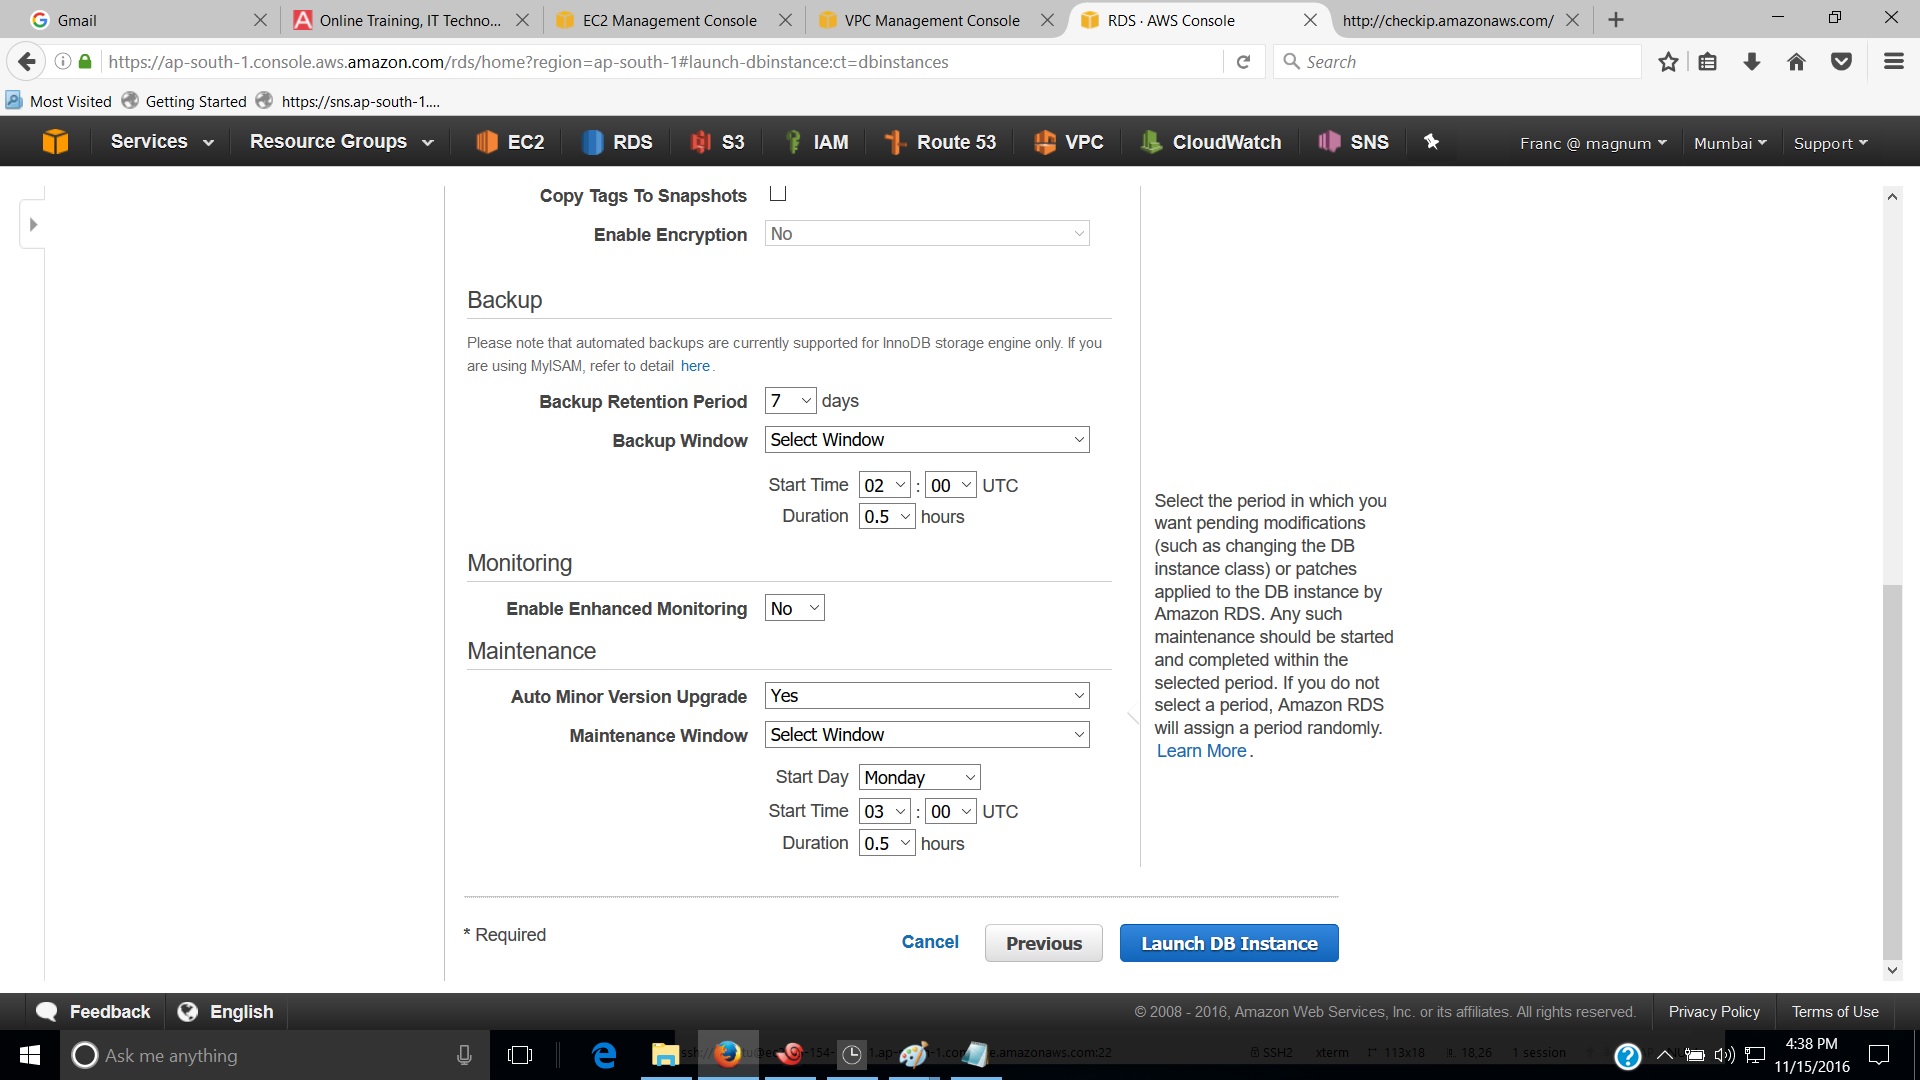 Gmail
Online Training, IT Techno...
EC2 Management Console
VPC Management Console
RDS · AWS Console
http://checkip.amazonaws.com/
https://ap-south-1.console.aws.amazon.com/rds/home?region=ap-south-1#launch-dbinstance:ct=dbinstances
Search
Most Visited
Getting Started
https://sns.ap-south-1....
Services
Resource Groups
EC2
RDS
S3
IAM
Route 53
VPC
CloudWatch
SNS
Franc @ magnum
Mumbai
Support
Copy Tags To Snapshots
Enable Encryption No
Backup
Please note that automated backups are currently supported for InnoDB storage engine only. If you
are using MyISAM, refer to detail here.
Backup Retention Period 7 days
Backup Window Select Window
Start Time 02 : 00 UTC
Duration 0.5 hours
Monitoring
Enable Enhanced Monitoring No
Maintenance
Auto Minor Version Upgrade Yes
Maintenance Window Select Window
Start Day Monday
Start Time 03 : 00 UTC
Duration 0.5 hours
Select the period in which you
want pending modifications
(such as changing the DB
instance class) or patches
applied to the DB instance by
Amazon RDS. Any such
maintenance should be started
and completed within the
selected period. If you do not
select a period, Amazon RDS
will assign a period randomly.
Learn More.
* Required
Cancel
Previous
Launch DB Instance
Feedback
English
© 2008 - 2016, Amazon Web Services, Inc. or its affiliates. All rights reserved.
Privacy Policy
Terms of Use
Ask me anything
e.amazonaws.com:22
SSH2
xterm
113x18
18,26
1 session
4:38 PM
11/15/2016